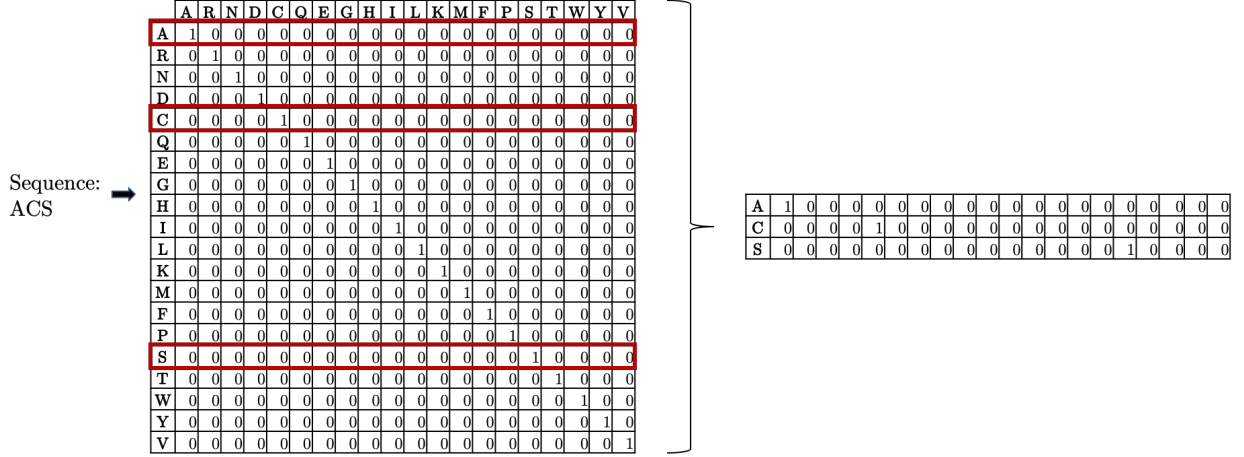 Sequence:
ACS
A R N D C Q E G H I L K M F P S T W Y V
A 1 0 0 0 0 0 0 0 0 0 0 0 0 0 0 0 0 0 0 0
R 0 1 0 0 0 0 0 0 0 0 0 0 0 0 0 0 0 0 0 0
N 0 0 1 0 0 0 0 0 0 0 0 0 0 0 0 0 0 0 0 0
D 0 0 0 1 0 0 0 0 0 0 0 0 0 0 0 0 0 0 0 0
C 0 0 0 0 1 0 0 0 0 0 0 0 0 0 0 0 0 0 0 0
Q 0 0 0 0 0 1 0 0 0 0 0 0 0 0 0 0 0 0 0 0
E 0 0 0 0 0 0 1 0 0 0 0 0 0 0 0 0 0 0 0 0
G 0 0 0 0 0 0 0 1 0 0 0 0 0 0 0 0 0 0 0 0
H 0 0 0 0 0 0 0 0 1 0 0 0 0 0 0 0 0 0 0 0
I 0 0 0 0 0 0 0 0 0 1 0 0 0 0 0 0 0 0 0 0
L 0 0 0 0 0 0 0 0 0 0 1 0 0 0 0 0 0 0 0 0
K 0 0 0 0 0 0 0 0 0 0 0 1 0 0 0 0 0 0 0 0
M 0 0 0 0 0 0 0 0 0 0 0 0 1 0 0 0 0 0 0 0
F 0 0 0 0 0 0 0 0 0 0 0 0 0 1 0 0 0 0 0 0
P 0 0 0 0 0 0 0 0 0 0 0 0 0 0 1 0 0 0 0 0
S 0 0 0 0 0 0 0 0 0 0 0 0 0 0 0 1 0 0 0 0
T 0 0 0 0 0 0 0 0 0 0 0 0 0 0 0 0 1 0 0 0
W 0 0 0 0 0 0 0 0 0 0 0 0 0 0 0 0 0 1 0 0
Y 0 0 0 0 0 0 0 0 0 0 0 0 0 0 0 0 0 0 1 0
V 0 0 0 0 0 0 0 0 0 0 0 0 0 0 0 0 0 0 0 1
A 1 0 0 0 0 0 0 0 0 0 0 0 0 0 0 0 0 0 0 0
C 0 0 0 0 1 0 0 0 0 0 0 0 0 0 0 0 0 0 0 0
S 0 0 0 0 0 0 0 0 0 0 0 0 0 0 0 1 0 0 0 0